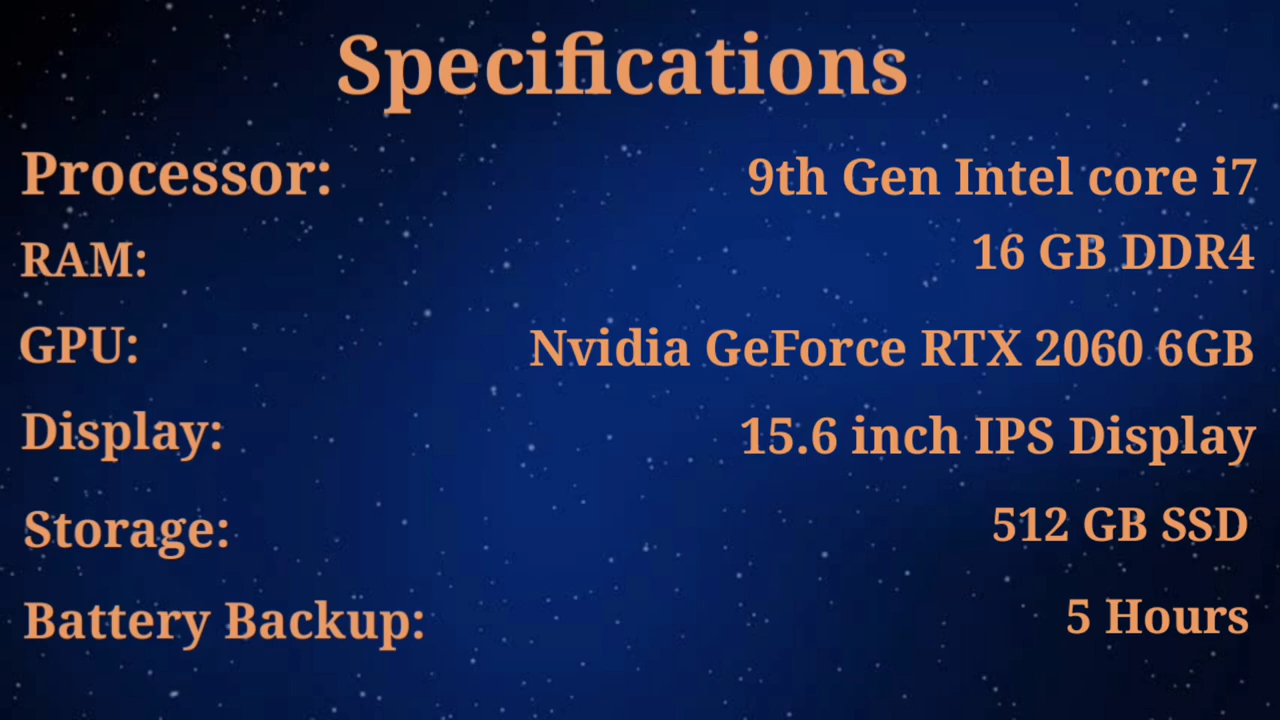 Specifications
Processor: 9th Gen Intel core i7
RAM: 16 GB DDR4
GPU: Nvidia GeForce RTX 2060 6GB
Display: 15.6 inch IPS Display
Storage: 512 GB SSD
Battery Backup: 5 Hours